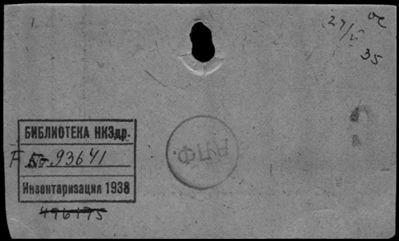 27/V
35
БИБЛИОТЕКА НКЗдр.
93641
Инвентаризация 1938
496175